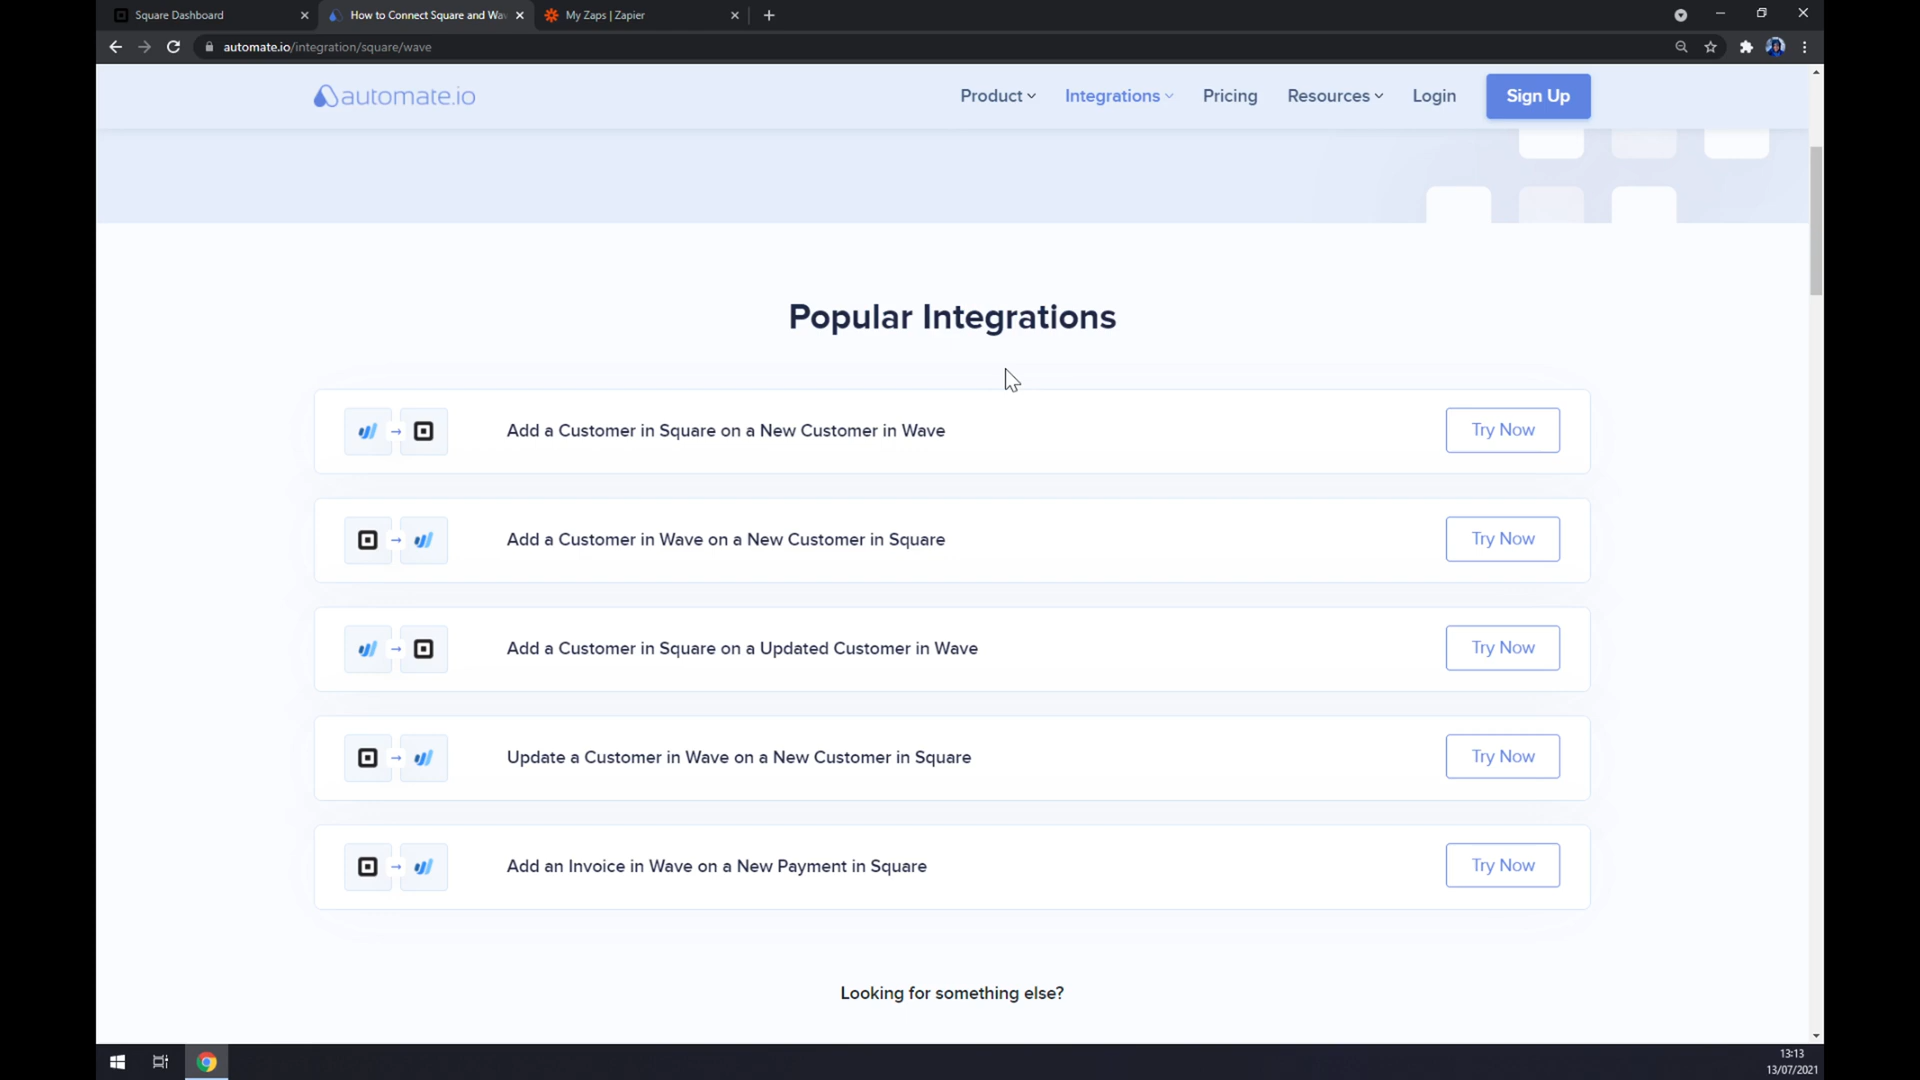 Square Dashboard
How to Connect Square and Wav
My Zaps | Zapier
automate.io/integration/square/wave
automate.io
Product
Integrations
Pricing
Resources
Login
Sign Up
Popular Integrations
Add a Customer in Square on a New Customer in Wave
Try Now
Add a Customer in Wave on a New Customer in Square
Try Now
Add a Customer in Square on a Updated Customer in Wave
Try Now
Update a Customer in Wave on a New Customer in Square
Try Now
Add an Invoice in Wave on a New Payment in Square
Try Now
Looking for something else?
13:13
13/07/2021